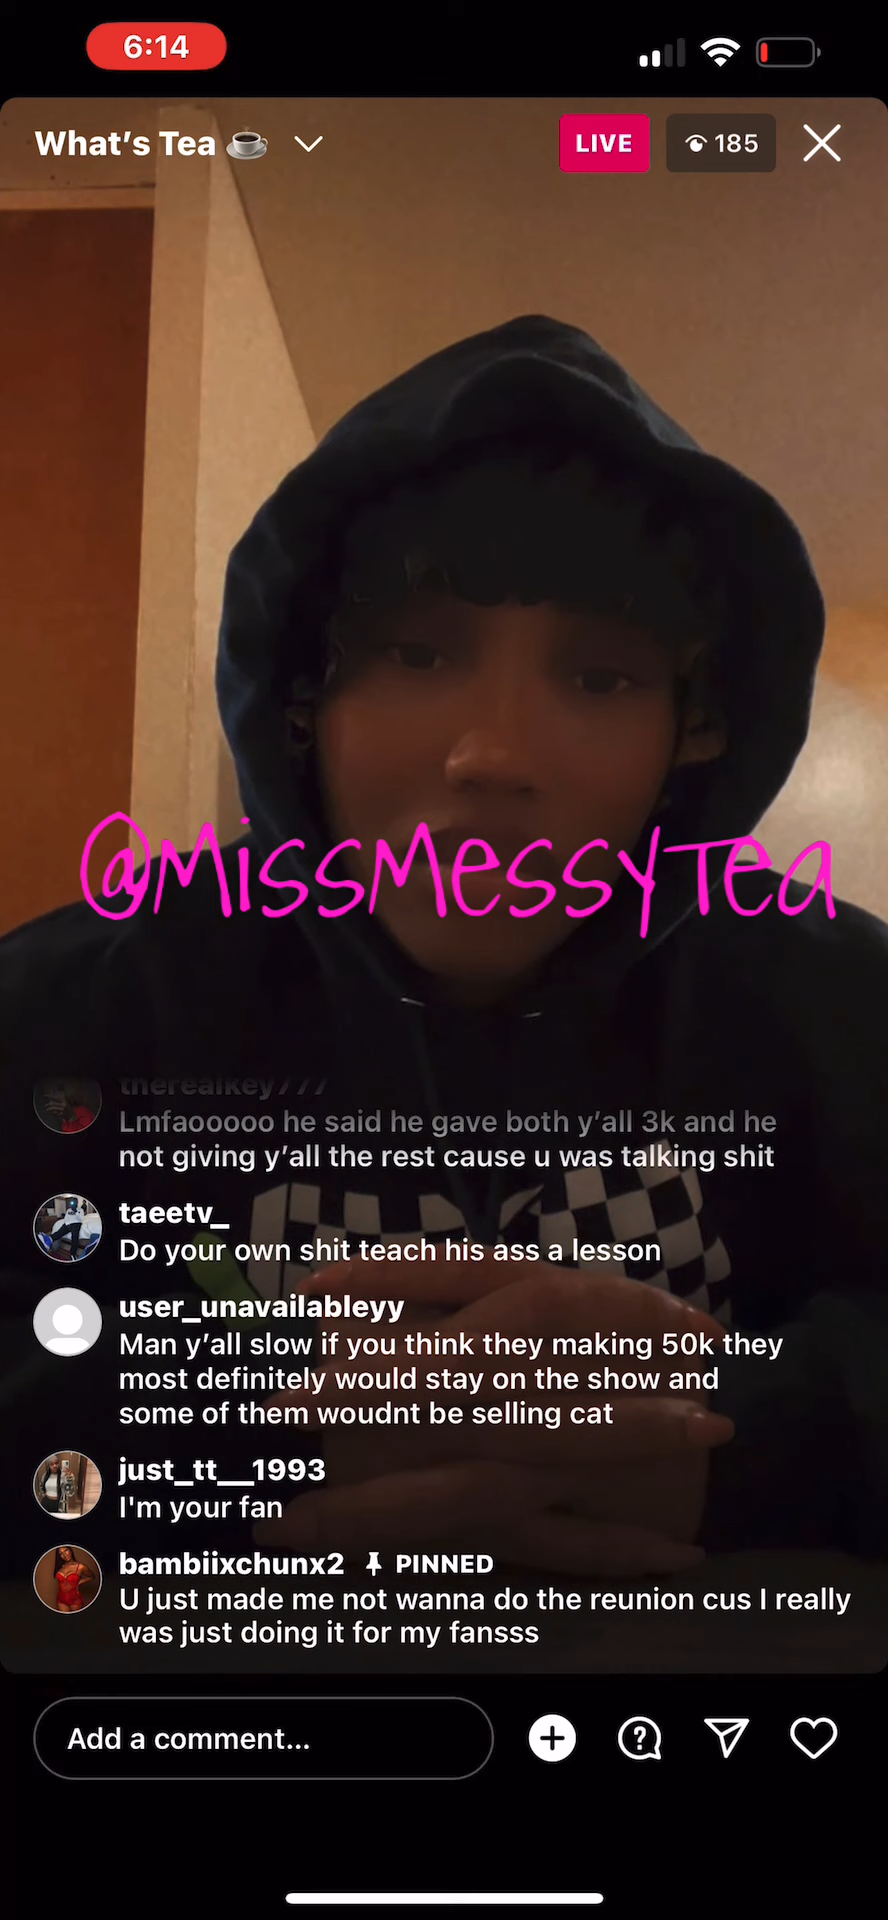 6:14
What's Tea ☕
LIVE
185
@MissMessyTea
therealkey777
Lmfaooooo he said he gave both y'all 3k and he
not giving y'all the rest cause u was talking shit
taeetv_
Do your own shit teach his ass a lesson
user_unavailableyy
Man y'all slow if you think they making 50k they
most definitely would stay on the show and
some of them woudnt be selling cat
just_tt__1993
I'm your fan
bambiixchunx2 PINNED
U just made me not wanna do the reunion cus I really
was just doing it for my fansss
Add a comment...